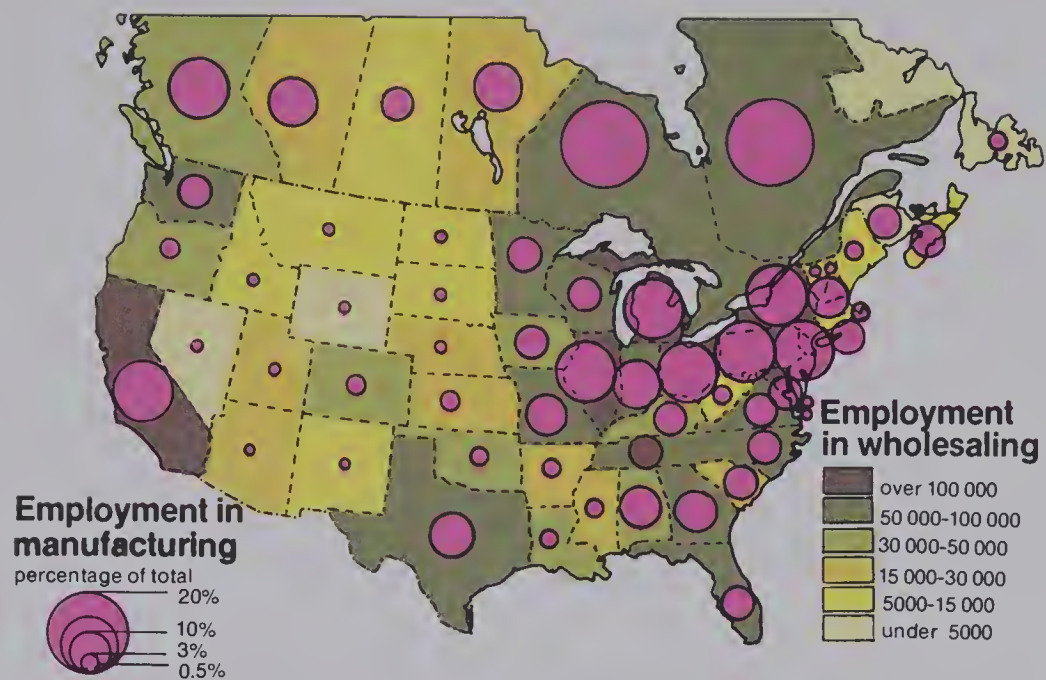 Employment in
manufacturing
percentage of total
20%
10%
3%
0.5%
Employment
in wholesaling
over 100 000
50 000-100 000
30 000-50 000
15 000-30 000
5000-15 000
under 5000